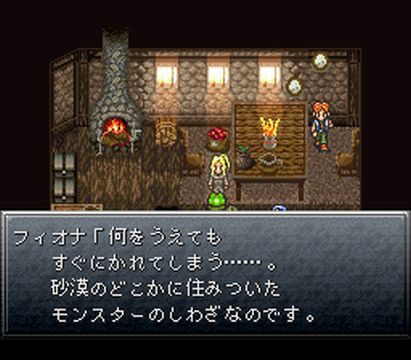 フィオナ「何をうえても
すぐにかれてしまう……。
砂漠のどこかに住みついた
モンスターのしわざなのです。